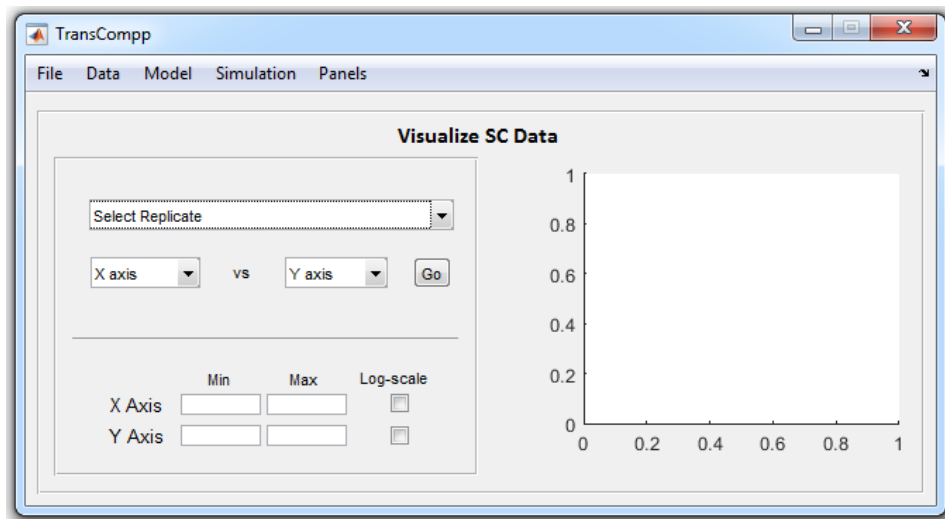 TransCompp
File Data Model Simulation Panels
Visualize SC Data
Select Replicate
X axis vs Y axis Go
Min Max Log-scale
X Axis
Y Axis
1
0.8
0.6
0.4
0.2
0
0 0.2 0.4 0.6 0.8 1